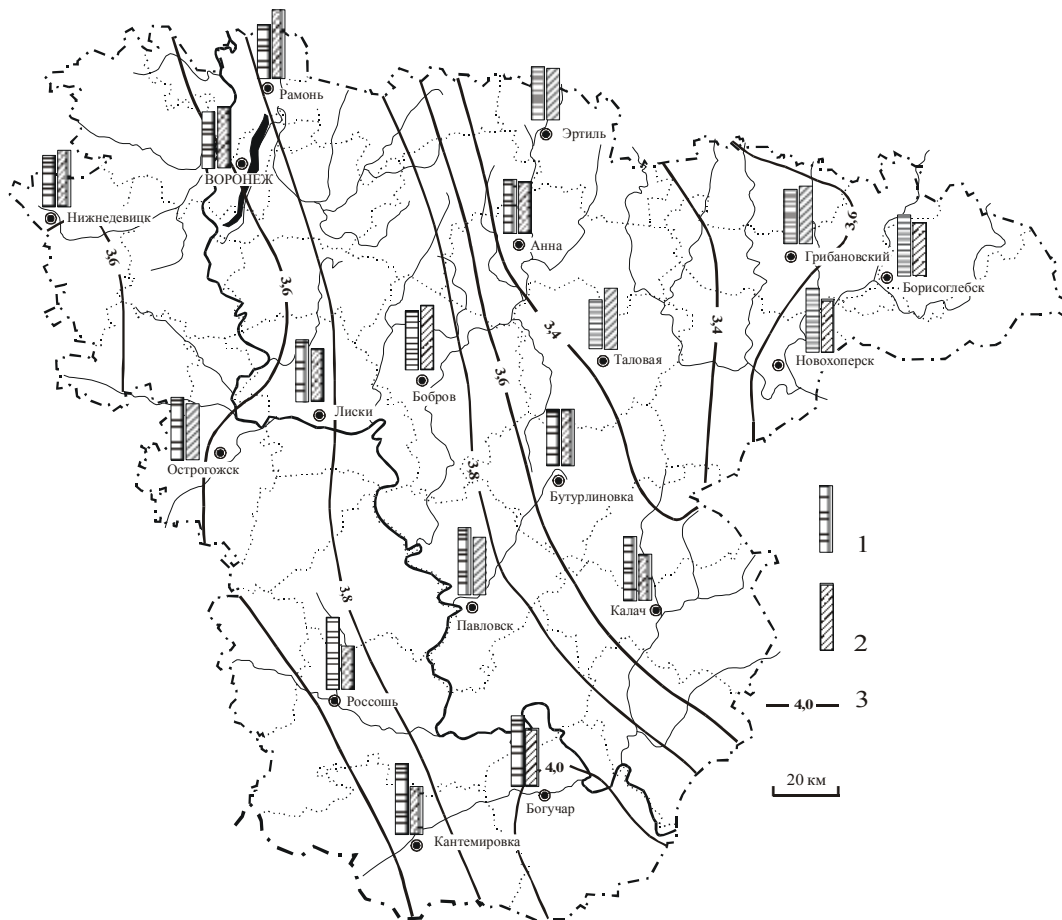 Рамонь
Эртиль
ВОРОНЕЖ
Нижнедевицк
Анна
3,6
Грибановский
Борисоглебск
3,6
3,6
3,4
3,4
Таловая
Новохоперск
Бобров
3,6
Лиски
Острогожск
3,8
Бутурлиновка
1
3,8
Павловск
Калач
2
Россошь
4,0
3
4,0
20 км
Богучар
Кантемировка